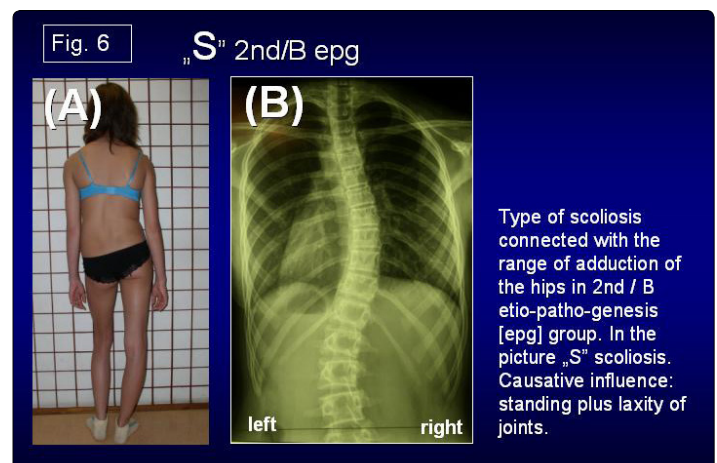 Fig. 6
„S” 2nd/B epg
(A)
(B)
left
right
Type of scoliosis
connected with the
range of adduction of
the hips in 2nd / B
etio-patho-genesis
[epg] group. In the
picture „S” scoliosis.
Causative influence:
standing plus laxity of
joints.